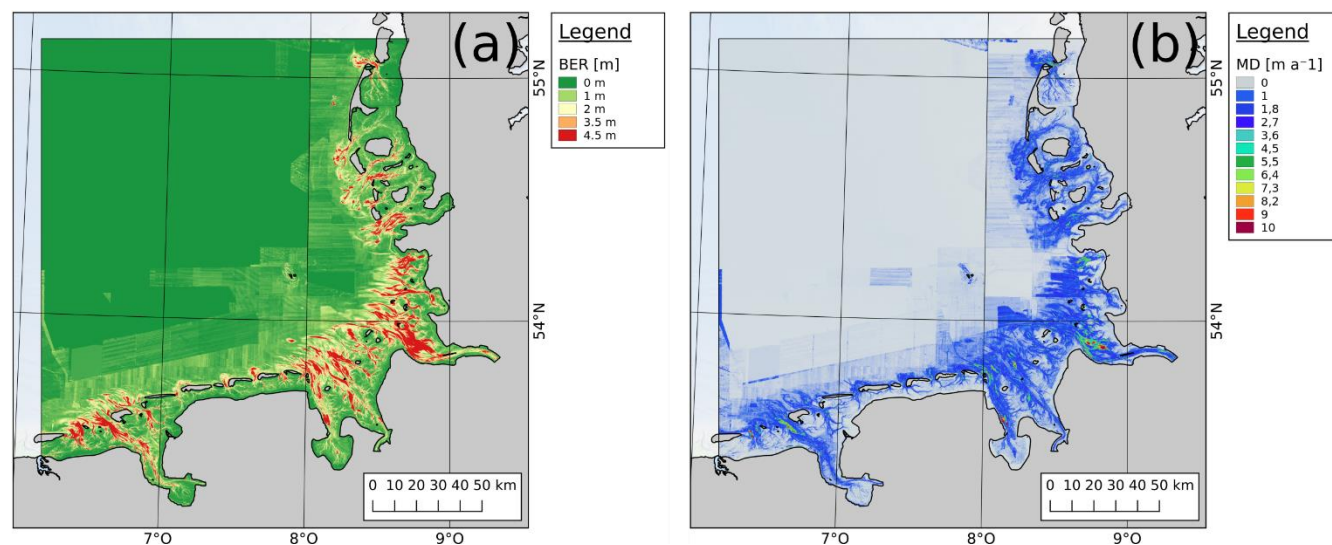 (a)
Legend
BER [m]
0 m
1 m
2 m
3.5 m
4.5 m
55°N
54°N
0 10 20 30 40 50 km
7°O
8°O
9°O
(b)
Legend
MD [m a⁻1]
0
1
1,8
2,7
3,6
4,5
5,5
6,4
7,3
8,2
9
10
55°N
54°N
0 10 20 30 40 50 km
7°O
8°O
9°O